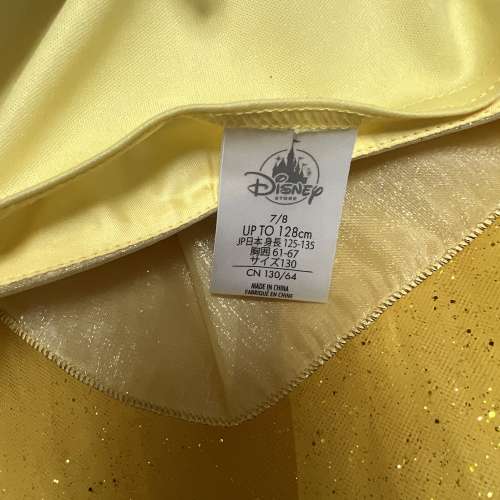 Disney
STORE
7/8
UP TO 128cm
JP日本 身長 125-135
胸囲 61-67
サイズ130
CN 130/64
MADE IN CHINA
FABRIQUÉ EN CHINE